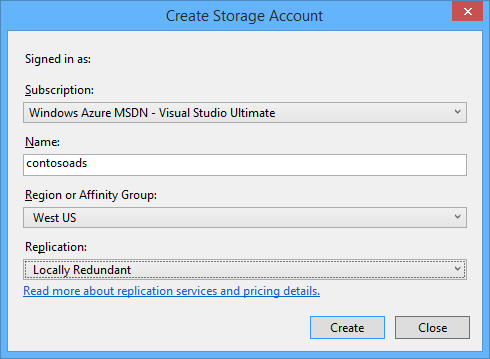 Create Storage Account
Signed in as:
Subscription:
Windows Azure MSDN - Visual Studio Ultimate
Name:
contosoads
Region or Affinity Group:
West US
Replication:
Locally Redundant
Read more about replication services and pricing details.
Create Close